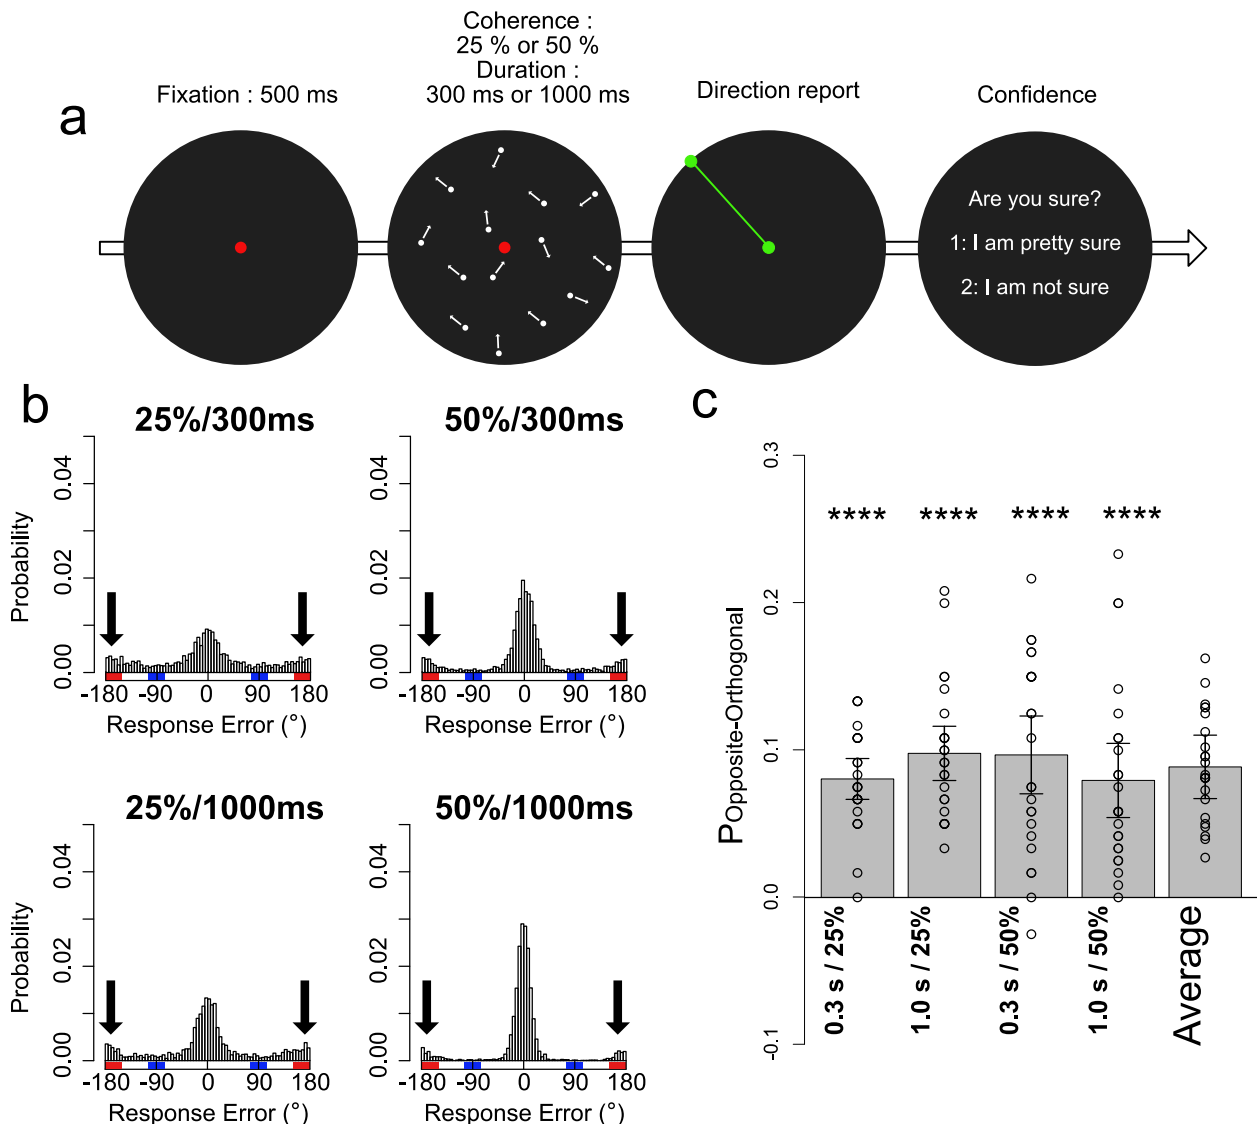 a
Fixation : 500 ms
Coherence :
25 % or 50 %
Duration :
300 ms or 1000 ms
Direction report
Confidence
Are you sure?
1: I am pretty sure
2: I am not sure
b
25%/300ms
Probability
0.00 0.02 0.04
-180 -90 0 90 180
Response Error (°)
50%/300ms
0.00 0.02 0.04
-180 -90 0 90 180
Response Error (°)
25%/1000ms
Probability
0.00 0.02 0.04
-180 -90 0 90 180
Response Error (°)
50%/1000ms
0.00 0.02 0.04
-180 -90 0 90 180
Response Error (°)
c
POpposite-Orthogonal
-0.1 0.0 0.1 0.2 0.3
**** **** **** ****
0.3 s / 25%
1.0 s / 25%
0.3 s / 50%
1.0 s / 50%
Average